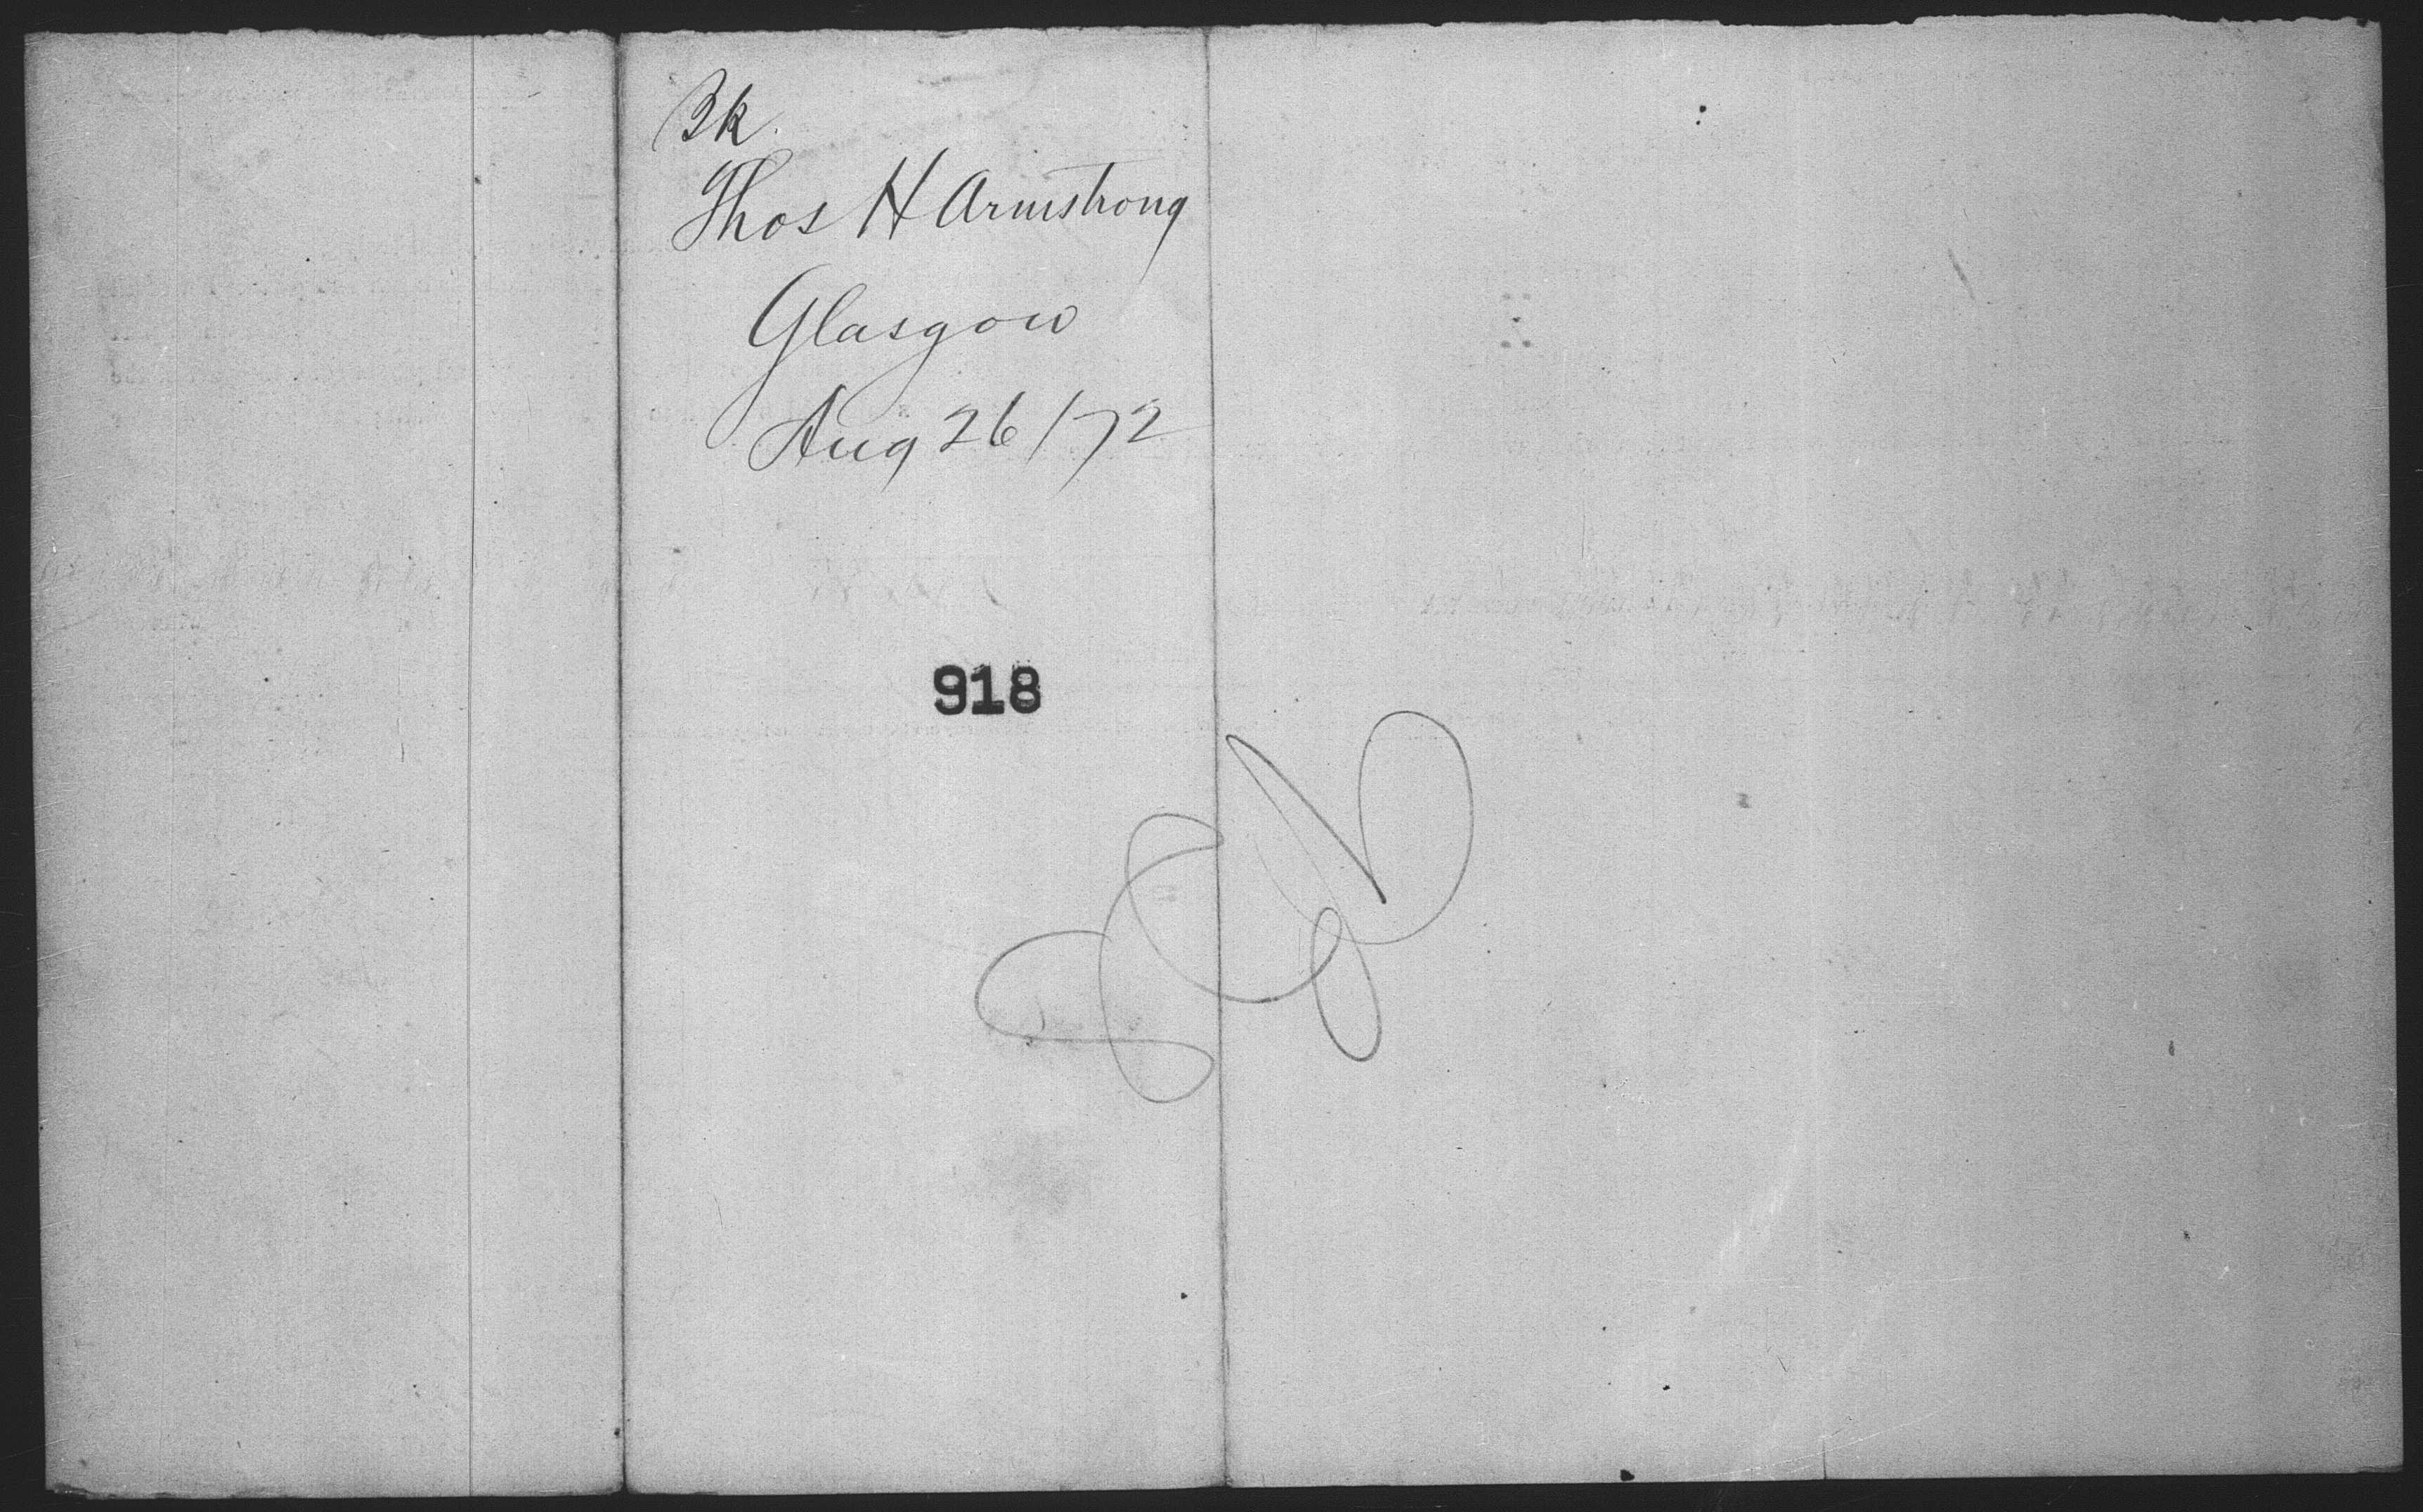 Bk.
Thos H Armstrong
Glasgow
Aug 26/72
918